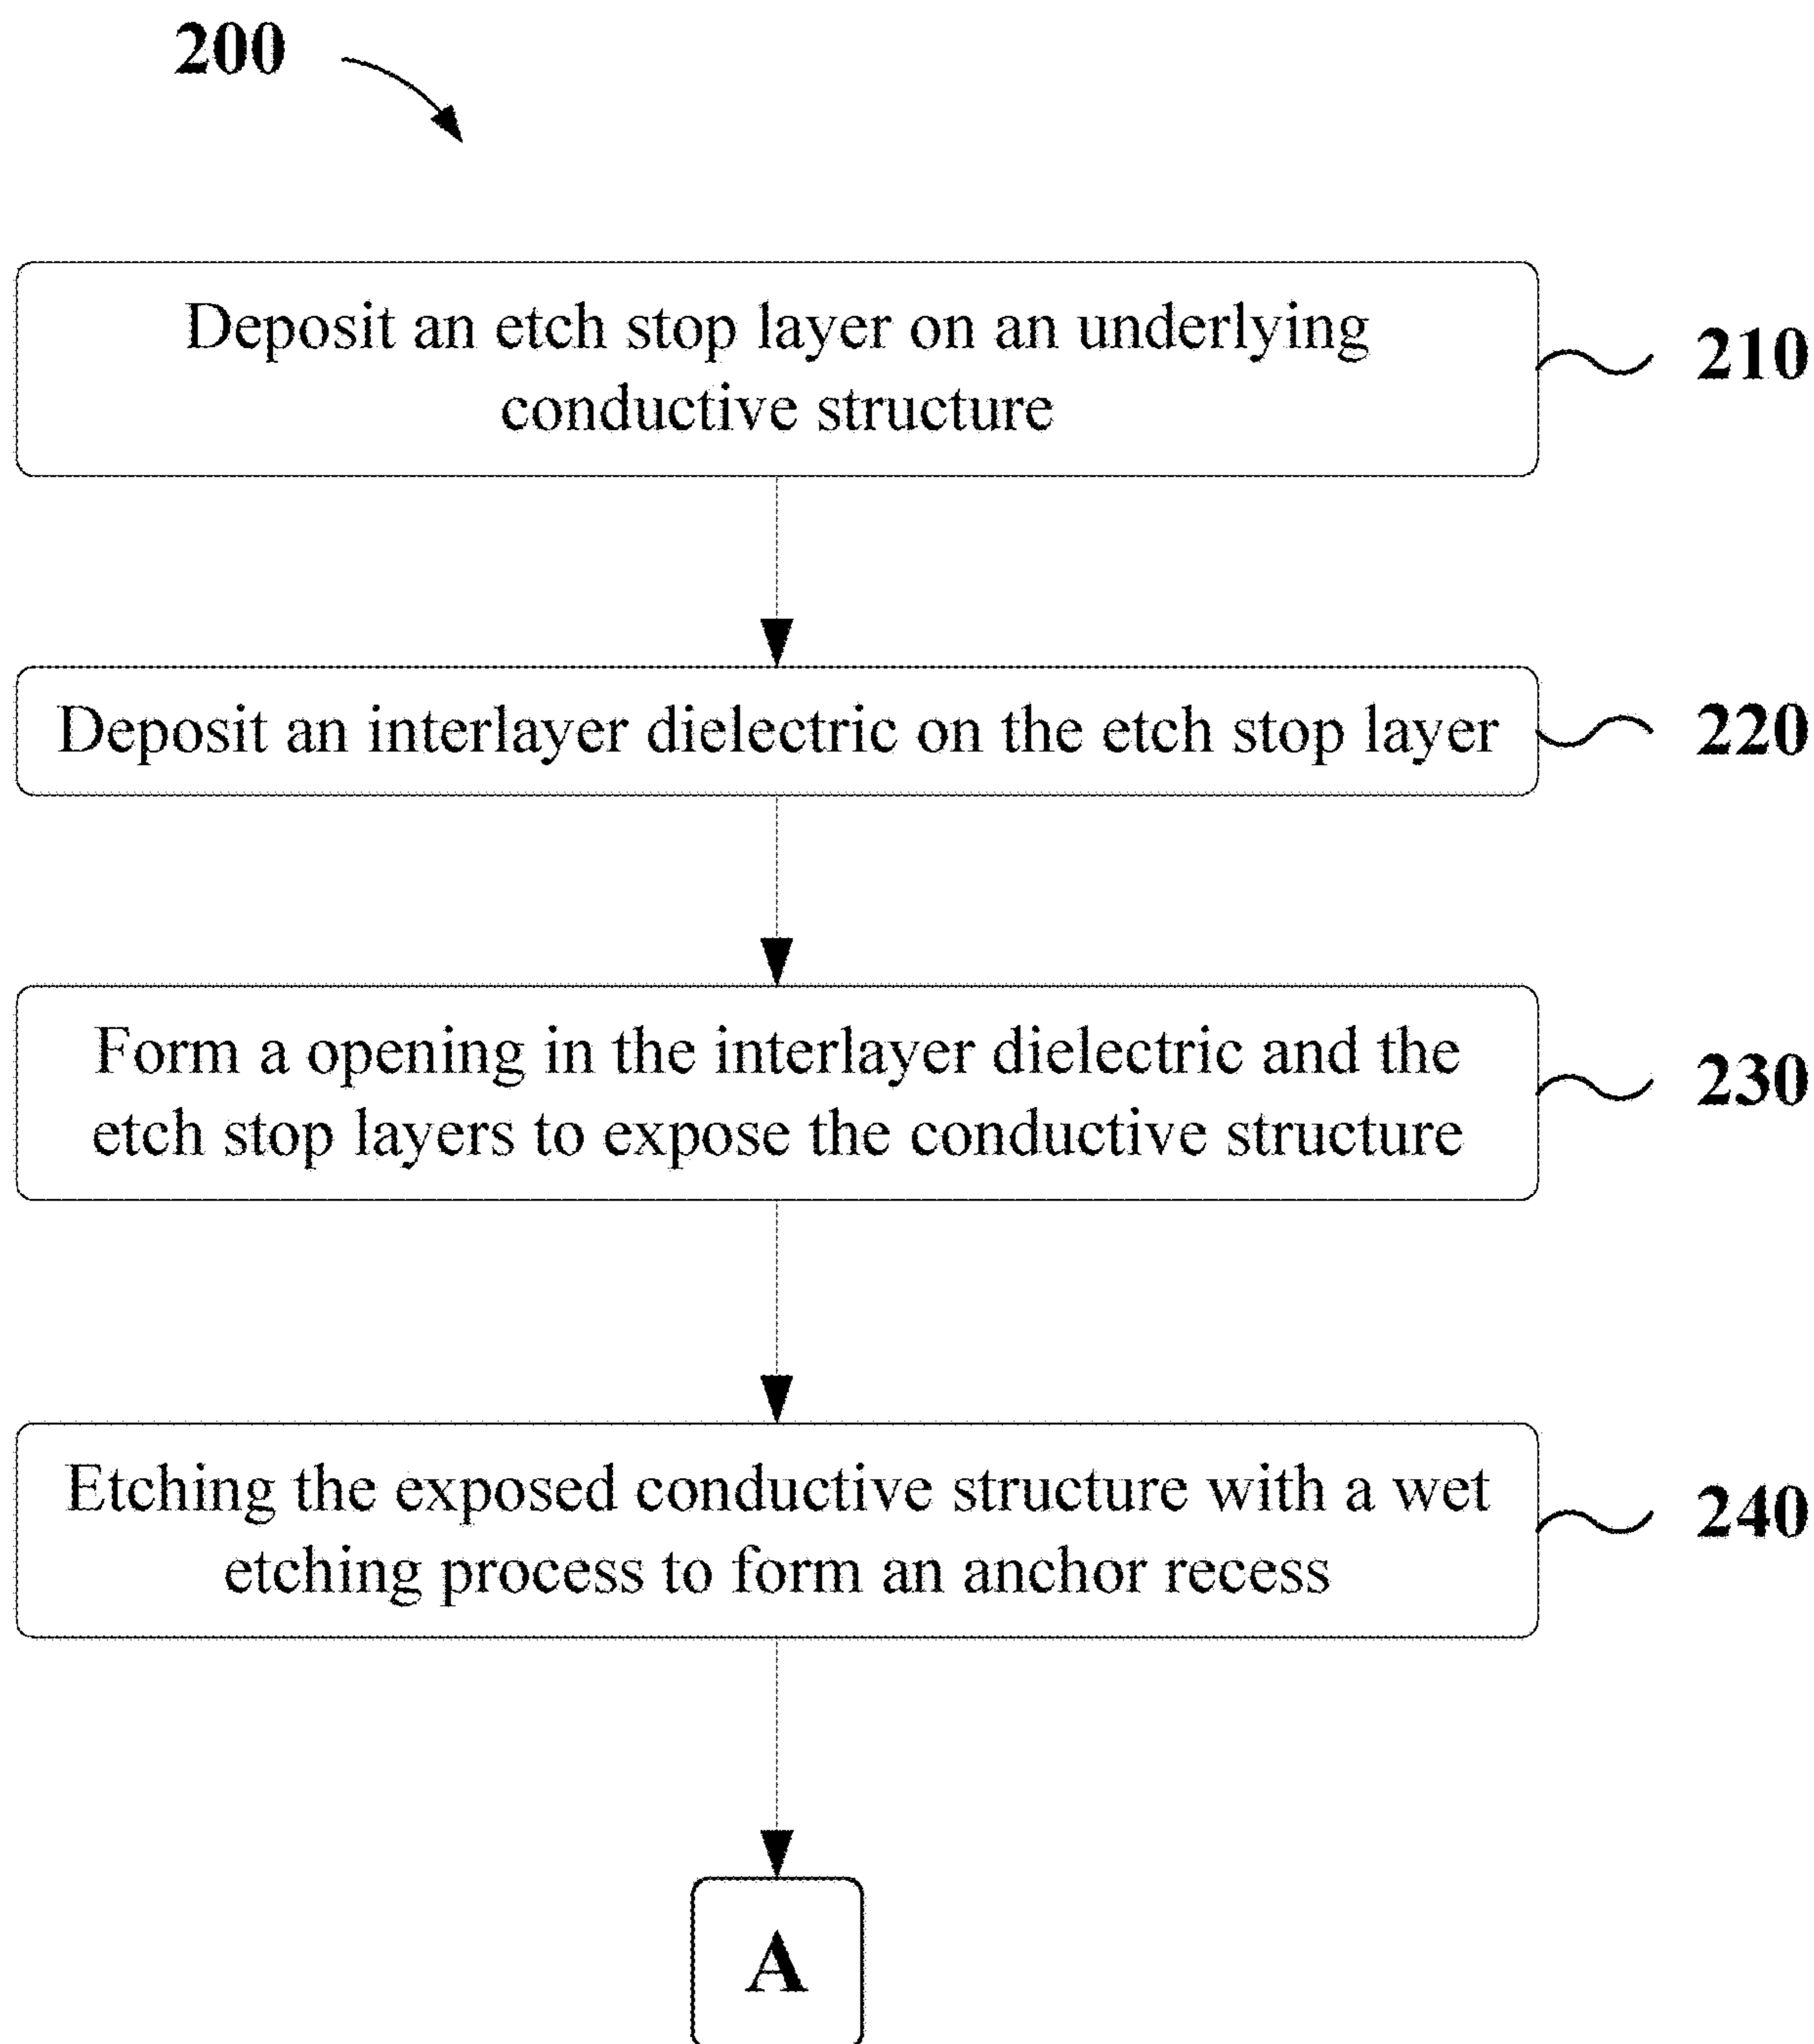 200
Deposit an etch stop layer on an underlying
conductive structure
210
Deposit an interlayer dielectric on the etch stop layer
220
Form a opening in the interlayer dielectric and the
etch stop layers to expose the conductive structure
230
Etching the exposed conductive structure with a wet
etching process to form an anchor recess
240
A